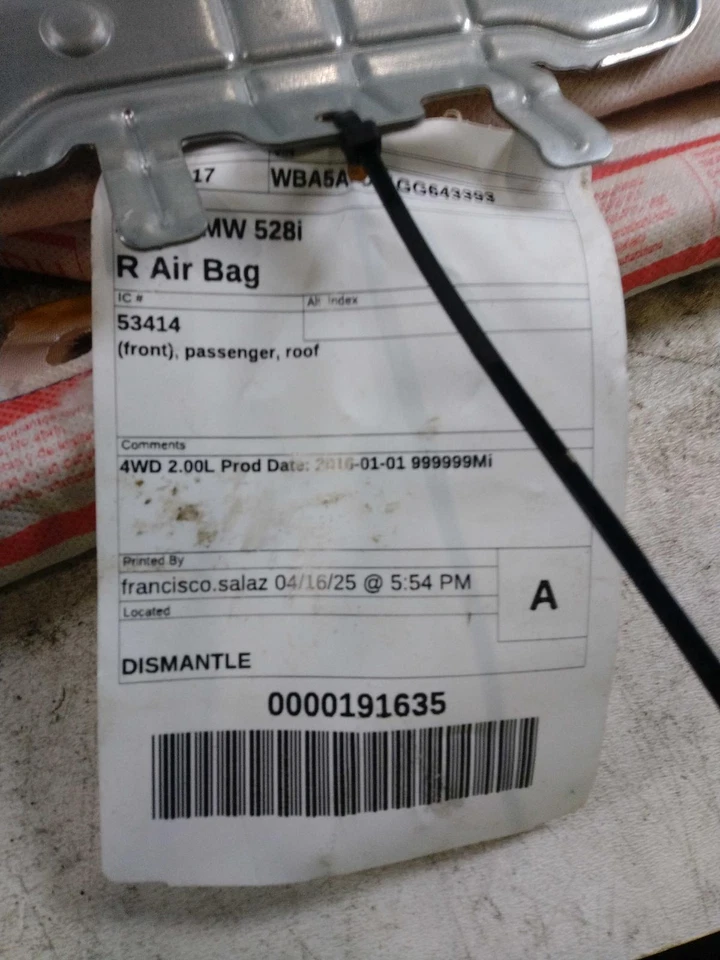 17
WBA5A GG643393
MW 528i
R Air Bag
IC #
Alt Index
53414
(front), passenger, roof
Comments
4WD 2.00L Prod Date: 2016-01-01 999999Mi
Printed By
francisco.salaz 04/16/25 @ 5:54 PM
A
Located
DISMANTLE
0000191635